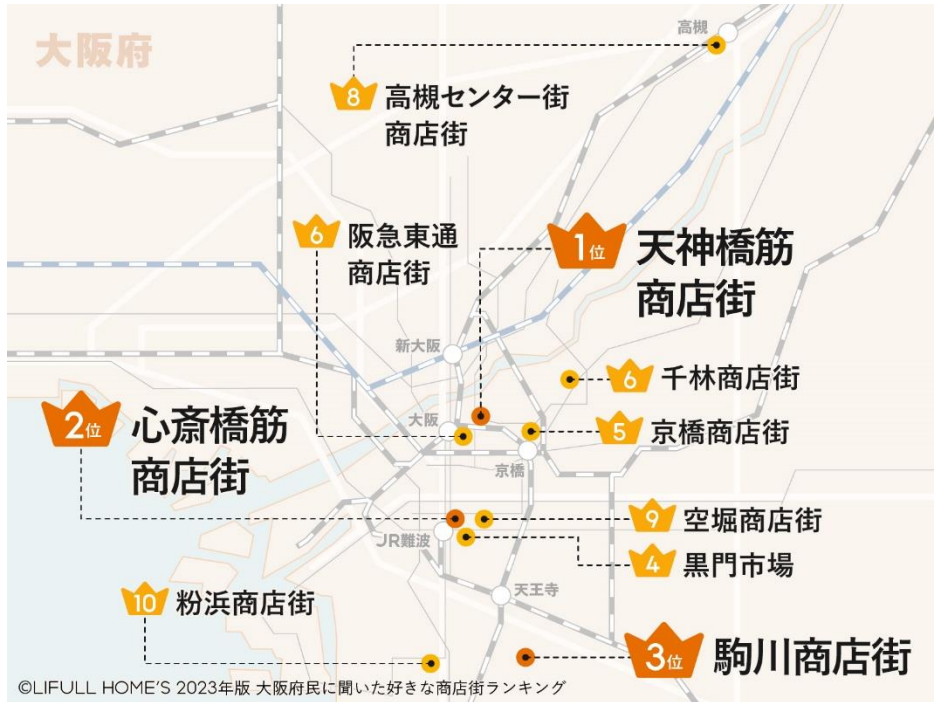 大阪府
高槻
8
高槻センター街
商店街
6
阪急東通
商店街
1位
天神橋筋
商店街
新大阪
6
千林商店街
2位
心斎橋筋
商店街
大阪
5
京橋商店街
京橋
9
空堀商店街
JR難波
4
黒門市場
天王寺
10
粉浜商店街
3位
駒川商店街
©LIFULL HOME'S 2023年版 大阪府民に聞いた好きな商店街ランキング